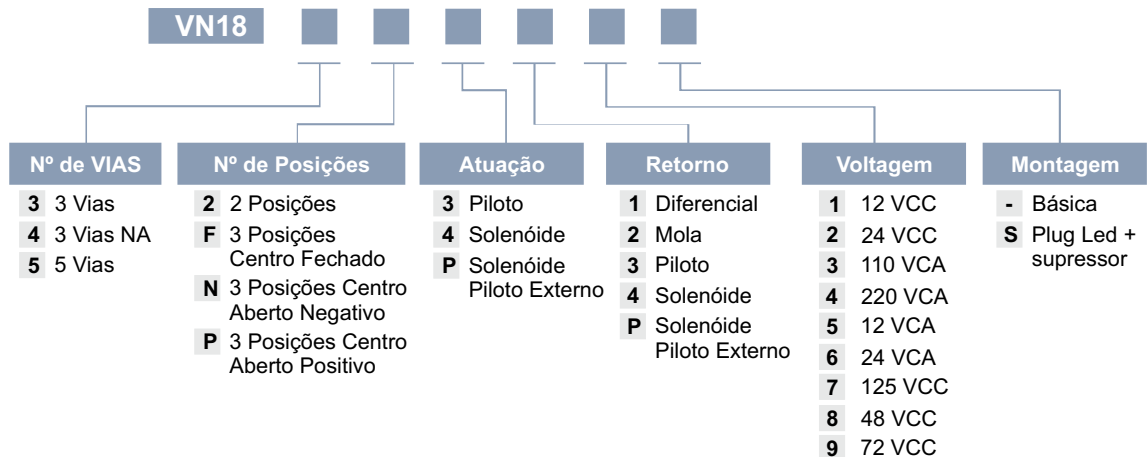 VN18
Nº de VIAS
3 3 Vias
4 3 Vias NA
5 5 Vias
Nº de Posições
2 2 Posições
F 3 Posições
Centro Fechado
N 3 Posições Centro
Aberto Negativo
P 3 Posições Centro
Aberto Positivo
Atuação
3 Piloto
4 Solenóide
P Solenóide
Piloto Externo
Retorno
1 Diferencial
2 Mola
3 Piloto
4 Solenóide
P Solenóide
Piloto Externo
Voltagem
1 12 VCC
2 24 VCC
3 110 VCA
4 220 VCA
5 12 VCA
6 24 VCA
7 125 VCC
8 48 VCC
9 72 VCC
Montagem
- Básica
S Plug Led +
supressor